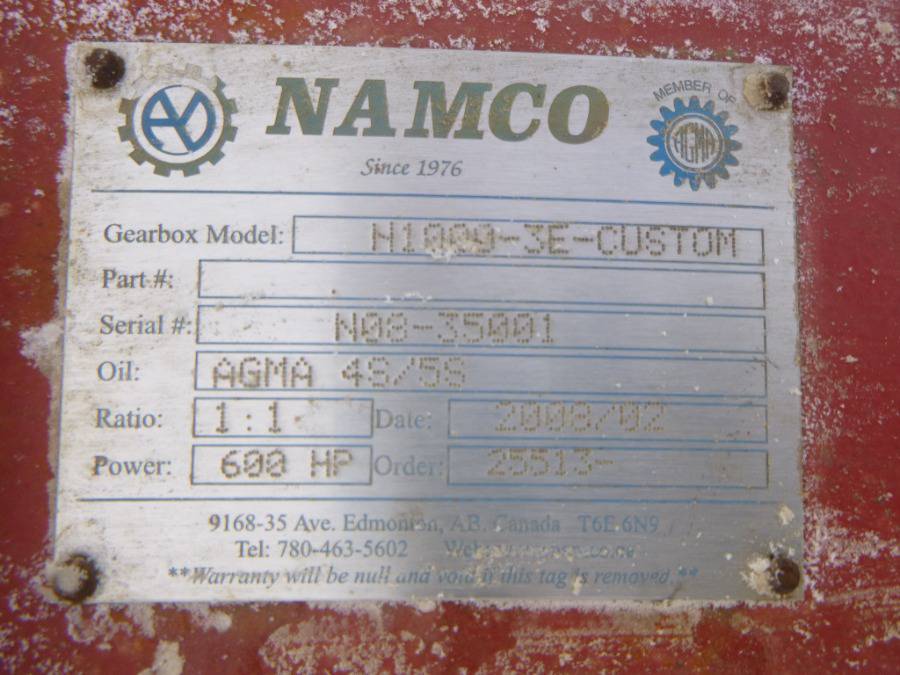 NAMCO
Since 1976
MEMBER OF
AGMA
Gearbox Model: N1000-3E-CUSTOM
Part #:
Serial #: N08-35001
Oil: AGMA 4S/5S
Ratio: 1:1 Date: 2008/02
Power: 600 HP Order: 25513-
9168-35 Ave. Edmonton, AB. Canada T6E 6N9
Tel: 780-463-5602
**Warranty will be null and void if this tag is removed.**